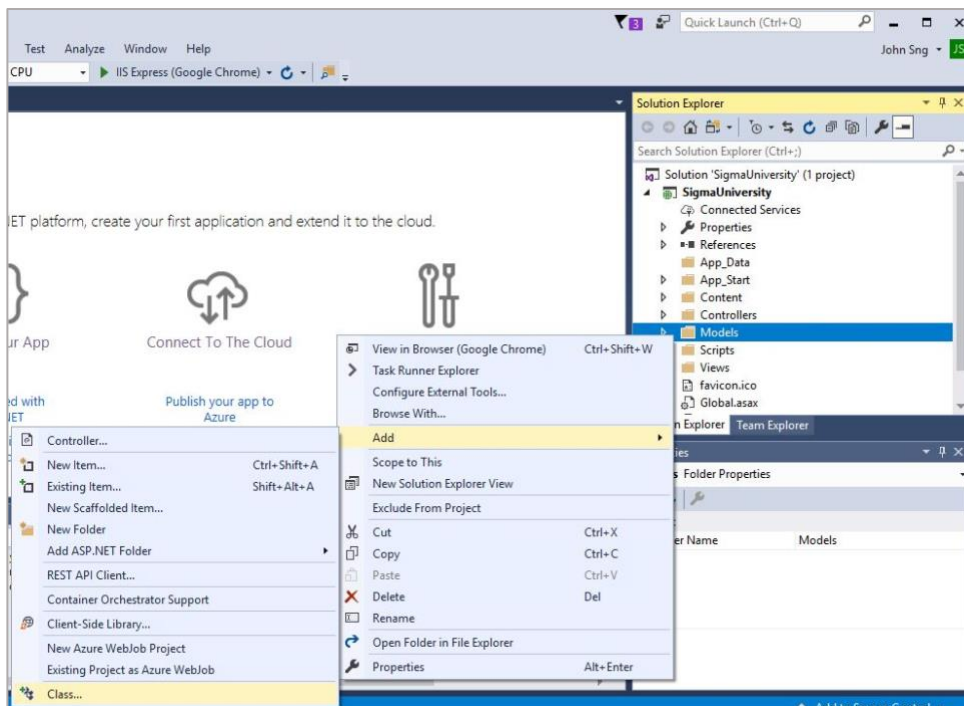 3
Quick Launch (Ctrl+Q)
Test Analyze Window Help
John Sng JS
CPU IIS Express (Google Chrome)
Solution Explorer
Search Solution Explorer (Ctrl+;)
Solution 'SigmaUniversity' (1 project)
SigmaUniversity
Connected Services
Properties
References
App_Data
App_Start
Content
Controllers
Models
Scripts
Views
favicon.ico
Global.asax
n Explorer Team Explorer
ies
s Folder Properties
er Name Models
ET platform, create your first application and extend it to the cloud.
ur App
Connect To The Cloud
ed with
ET
Publish your app to
Azure
View in Browser (Google Chrome) Ctrl+Shift+W
Task Runner Explorer
Configure External Tools...
Browse With...
Add
Scope to This
New Solution Explorer View
Exclude From Project
Cut Ctrl+X
Copy Ctrl+C
Paste Ctrl+V
Delete Del
Rename
Open Folder in File Explorer
Properties Alt+Enter
Controller...
New Item... Ctrl+Shift+A
Existing Item... Shift+Alt+A
New Scaffolded Item...
New Folder
Add ASP.NET Folder
REST API Client...
Container Orchestrator Support
Client-Side Library...
New Azure WebJob Project
Existing Project as Azure WebJob
Class...